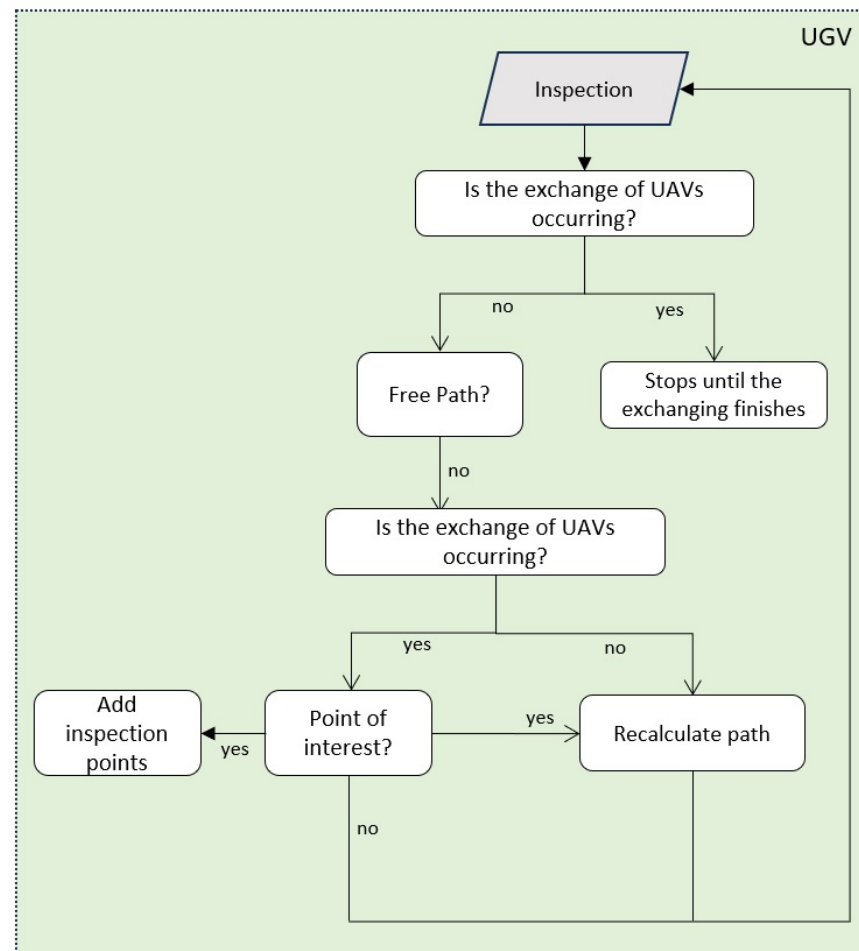 UGV
Inspection
Is the exchange of UAVs
occurring?
no
yes
Free Path?
Stops until the
exchanging finishes
no
Is the exchange of UAVs
occurring?
yes
no
Add
inspection
points
yes
Point of
interest?
yes
Recalculate path
no